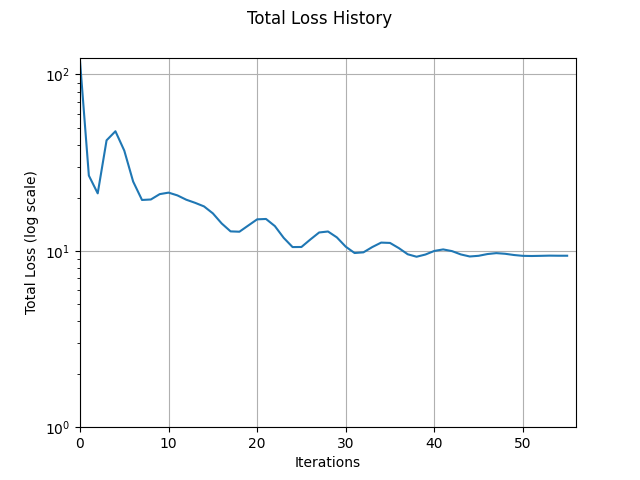 Total Loss History
Total Loss (log scale)
10²
10¹
10⁰
0 10 20 30 40 50
Iterations